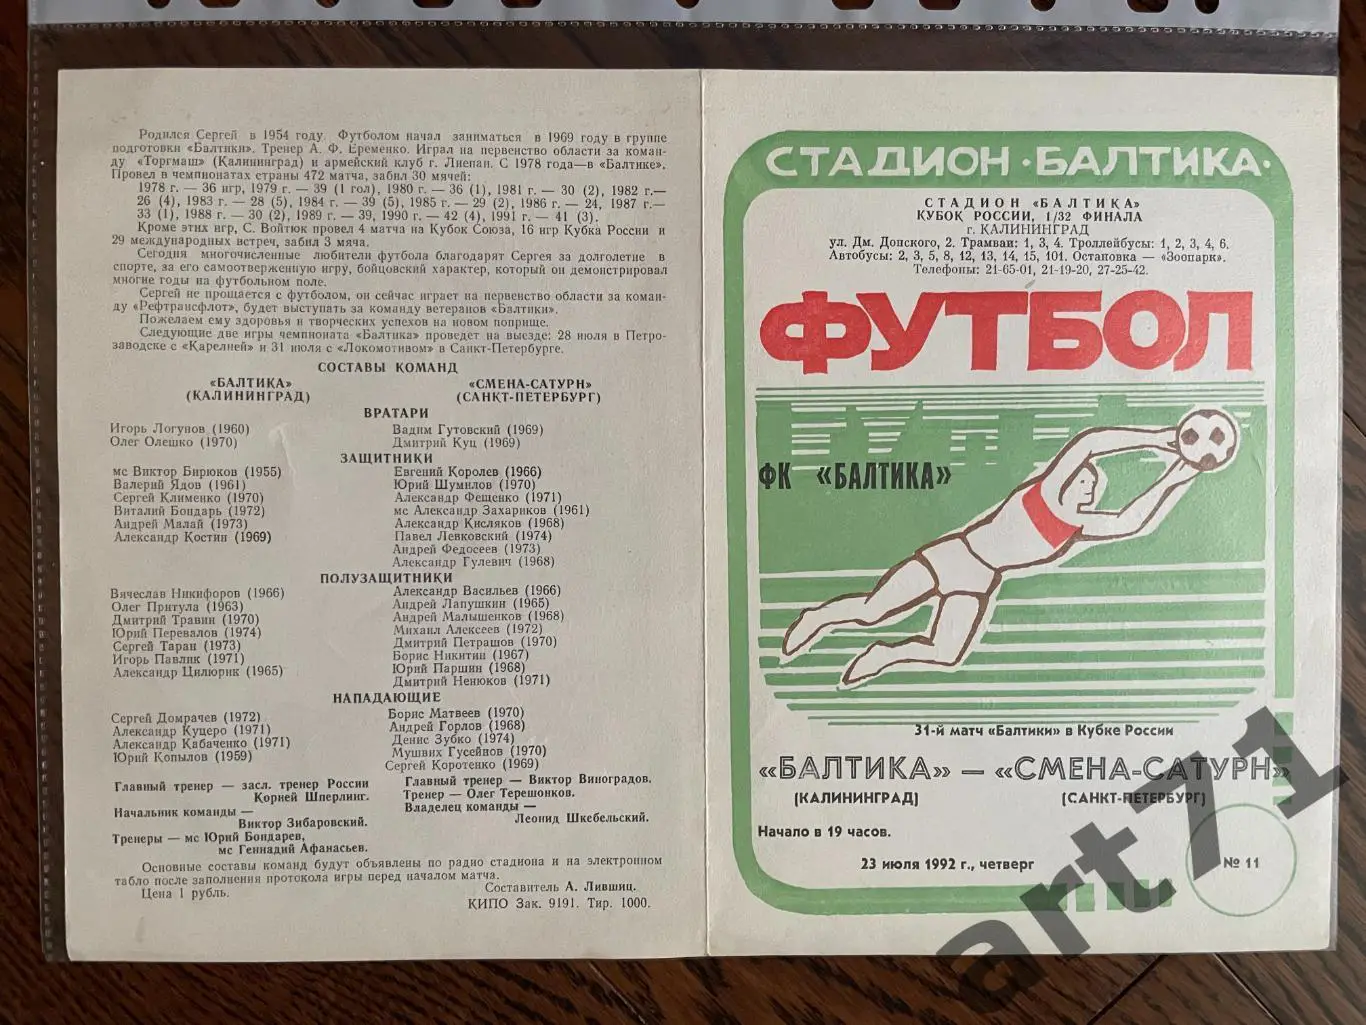 Родился Сергей в 1954 году. Футболом начал заниматься в 1969 году в группе
подготовки «Балтики». Тренер А. Ф. Еременко. Играл на первенство области за коман-
ду «Торгмаш» (Калининград) и армейский клуб г. Лиепаи. С 1978 года—в «Балтике».
Провел в чемпионатах страны 472 матча, забил 30 мячей:
1978 г. — 36 игр, 1979 г. — 39 (1 гол), 1980 г. — 36 (1), 1981 г. — 30 (2), 1982 г.—
26 (4), 1983 г. — 28 (5), 1984 г. — 39 (5), 1985 г. — 29 (2), 1986 г. — 24, 1987 г.—
33 (1), 1988 г. — 30 (2), 1989 г. — 39, 1990 г. — 42 (4), 1991 г. — 41 (3).
Кроме этих игр, С. Войтюк провел 4 матча на Кубок Союза, 16 игр Кубка России и
29 международных встреч, забил 3 мяча.
Сегодня многочисленные любители футбола благодарят Сергея за долголетие в
спорте, за его самоотверженную игру, бойцовский характер, который он демонстрировал
многие годы на футбольном поле.
Сергей не прощается с футболом, он сейчас играет на первенство области за коман-
ду «Рефтрансфлот», будет выступать за команду ветеранов «Балтики».
Пожелаем ему здоровья и творческих успехов на новом поприще.
Следующие две игры чемпионата «Балтика» проведет на выезде: 28 июля в Петро-
заводске с «Карелией» и 31 июля с «Локомотивом» в Санкт-Петербурге.
СОСТАВЫ КОМАНД
«БАЛТИКА»
(КАЛИНИНГРАД)
«СМЕНА-САТУРН»
(САНКТ-ПЕТЕРБУРГ)
ВРАТАРИ
Игорь Логунов (1960)
Олег Олешко (1970)
Вадим Гутовский (1969)
Дмитрий Куц (1969)
ЗАЩИТНИКИ
мс Виктор Бирюков (1955)
Валерий Ядов (1961)
Сергей Клименко (1970)
Виталий Бондарь (1972)
Андрей Малай (1973)
Александр Костин (1969)
Евгений Королев (1966)
Юрий Шумилов (1970)
Александр Фещенко (1971)
мс Александр Захариков (1961)
Александр Кисляков (1968)
Павел Левковский (1974)
Андрей Федосеев (1973)
Александр Гулевич (1968)
ПОЛУЗАЩИТНИКИ
Вячеслав Никифоров (1966)
Олег Притула (1963)
Дмитрий Травин (1970)
Юрий Перевалов (1974)
Сергей Таран (1973)
Игорь Павлик (1971)
Александр Цилюрик (1965)
Александр Васильев (1966)
Андрей Лапушкин (1965)
Андрей Малышенков (1968)
Михаил Алексеев (1972)
Дмитрий Петрашов (1970)
Борис Никитин (1967)
Юрий Паршин (1968)
Дмитрий Ненюков (1971)
НАПАДАЮЩИЕ
Сергей Домрачев (1972)
Александр Куцеро (1971)
Александр Кабаченко (1971)
Юрий Копылов (1959)
Борис Матвеев (1970)
Андрей Горлов (1968)
Денис Зубко (1974)
Мушвих Гусейнов (1970)
Сергей Коротенко (1969)
Главный тренер — засл. тренер России
Корней Шперлинг.
Начальник команды —
Виктор Зибаровский.
Тренеры — мс Юрий Бондарев,
мс Геннадий Афанасьев.
Главный тренер — Виктор Виноградов.
Тренер — Олег Терешонков.
Владелец команды —
Леонид Шкебельский.
Основные составы команд будут объявлены по радио стадиона и на электронном
табло после заполнения протокола игры перед началом матча.
Цена 1 рубль.
Составитель А. Лившиц.
КИПО Зак. 9191. Тир. 1000.
СТАДИОН · БАЛТИКА ·
СТАДИОН «БАЛТИКА»
КУБОК РОССИИ, 1/32 ФИНАЛА
г. КАЛИНИНГРАД
ул. Дм. Донского, 2. Трамваи: 1, 3, 4. Троллейбусы: 1, 2, 3, 4, 6.
Автобусы: 2, 3, 5, 8, 12, 13, 14, 15, 101. Остановка — «Зоопарк».
Телефоны: 21-65-01, 21-19-20, 27-25-42.
ФУТБОЛ
ФК «БАЛТИКА»
31-й матч «Балтики» в Кубке России
«БАЛТИКА» — «СМЕНА-САТУРН»
(КАЛИНИНГРАД)
(САНКТ-ПЕТЕРБУРГ)
Начало в 19 часов.
23 июля 1992 г., четверг
№ 11
art71